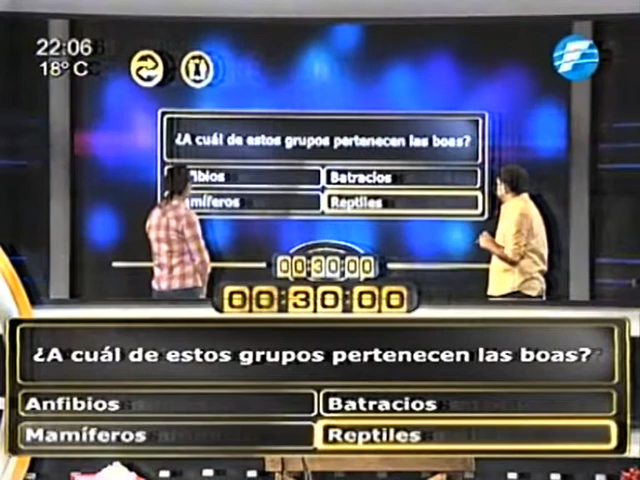 22:06
18º C
¿A cuál de estos grupos pertenecen las boas?
Batracios
Reptiles
00:30:00
00:30:00
¿A cuál de estos grupos pertenecen las boas?
Anfibios
Batracios
Mamíferos
Reptiles